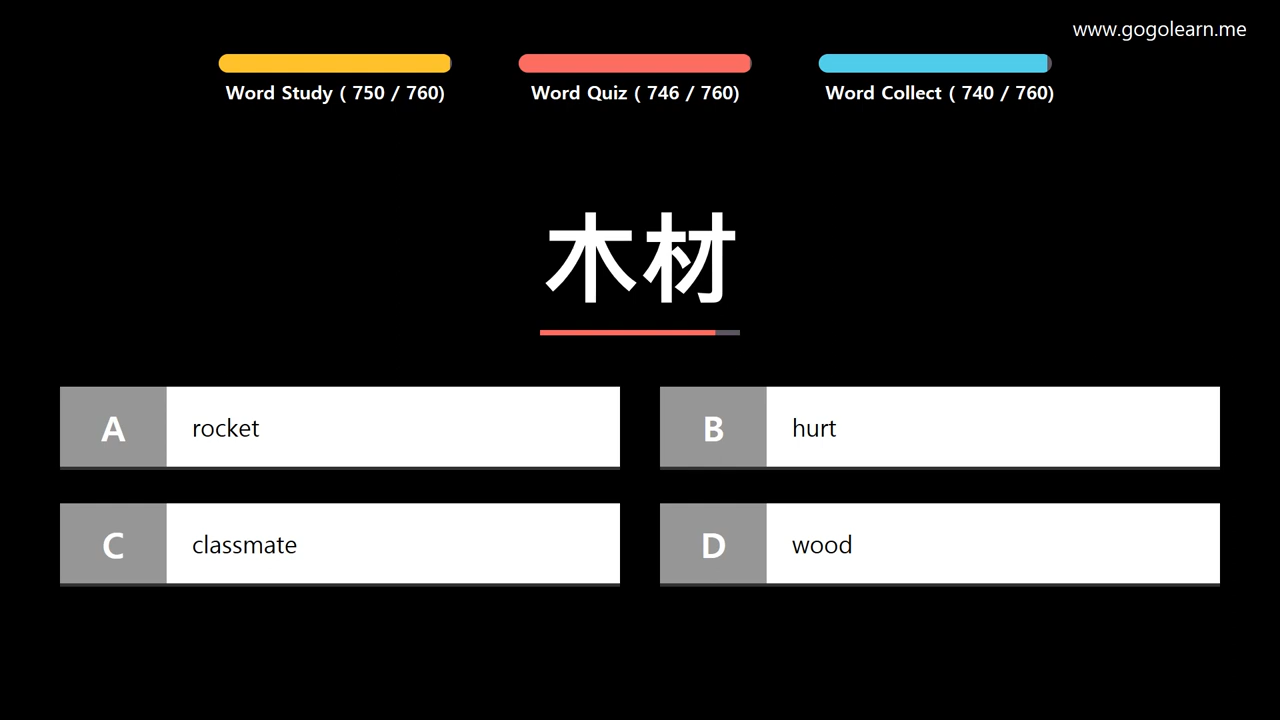 www.gogolearn.me
Word Study ( 750 / 760)
Word Quiz ( 746 / 760)
Word Collect ( 740 / 760)
木材
A rocket
B hurt
C classmate
D wood